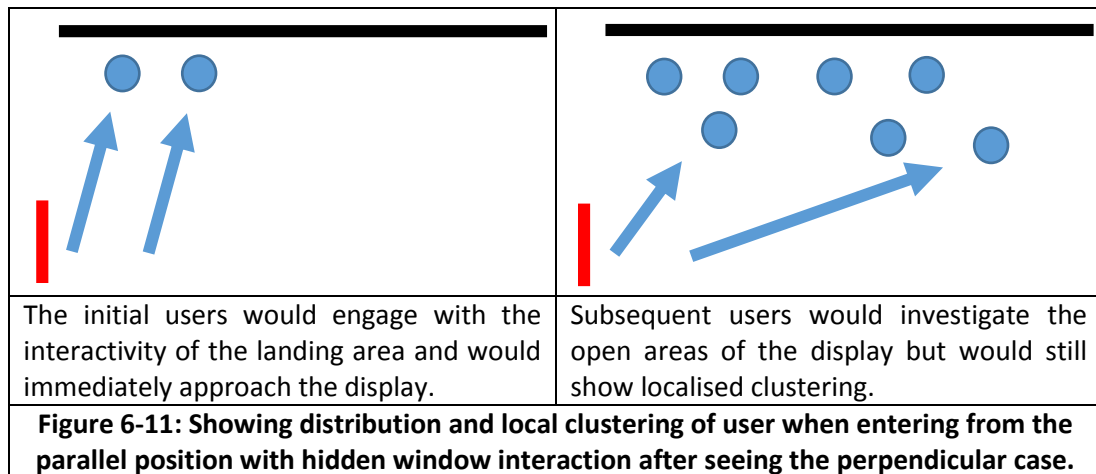 The initial users would engage with the
interactivity of the landing area and would
immediately approach the display.
Subsequent users would investigate the
open areas of the display but would still
show localised clustering.
Figure 6-11: Showing distribution and local clustering of user when entering from the
parallel position with hidden window interaction after seeing the perpendicular case.